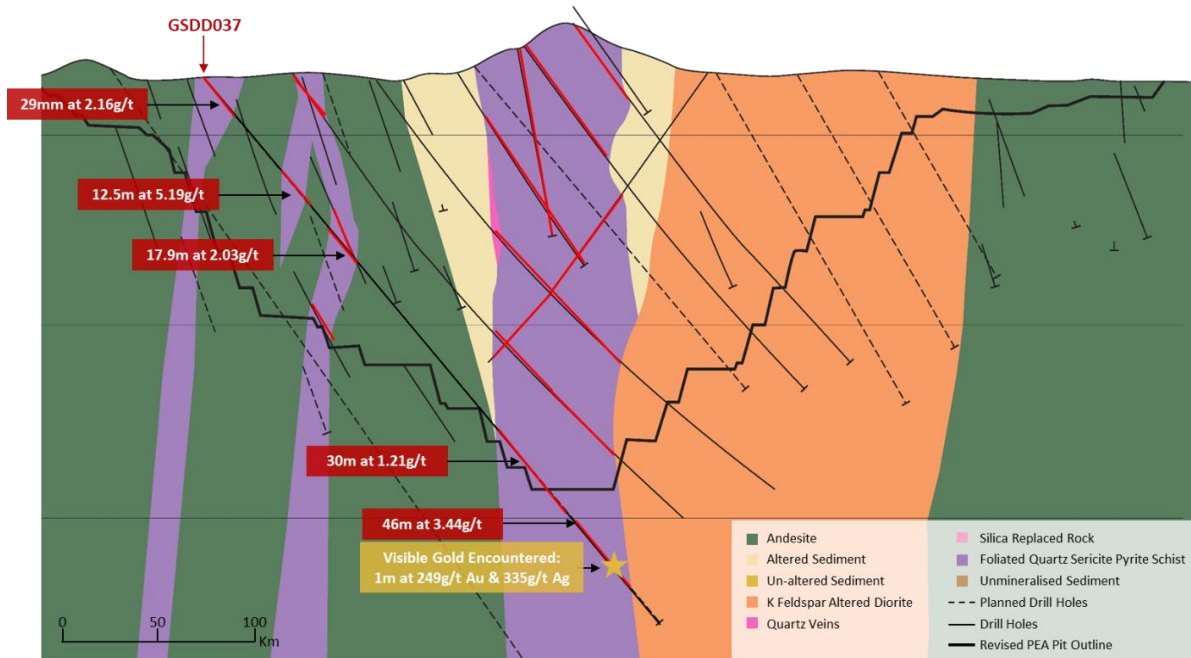 GSDD037
29mm at 2.16g/t
12.5m at 5.19g/t
17.9m at 2.03g/t
30m at 1.21g/t
46m at 3.44g/t
Visible Gold Encountered:
1m at 249g/t Au & 335g/t Ag
0 50 100
Km
Andesite
Altered Sediment
Un-altered Sediment
K Feldspar Altered Diorite
Quartz Veins
Silica Replaced Rock
Foliated Quartz Sericite Pyrite Schist
Unmineralised Sediment
Planned Drill Holes
Drill Holes
Revised PEA Pit Outline